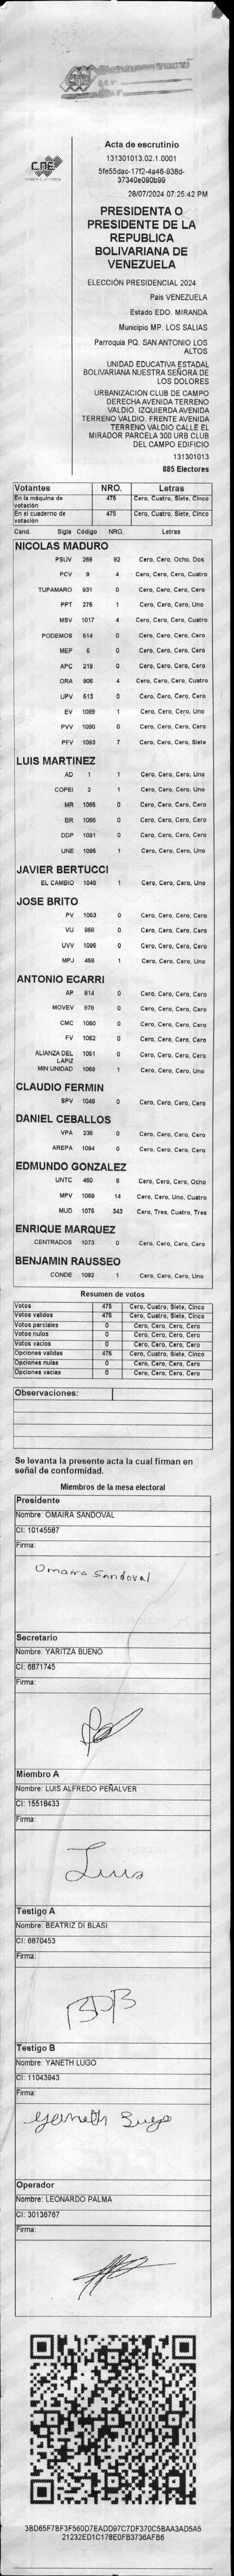 CNE
Acta de escrutinio
131301013.02.1.0001
5fe55dac-17f2-4a46-938d-
37340e090b99
28/07/2024 07:25:42 PM
PRESIDENTA O
PRESIDENTE DE LA
REPUBLICA
BOLIVARIANA DE
VENEZUELA
ELECCIÓN PRESIDENCIAL 2024
País VENEZUELA
Estado EDO. MIRANDA
Municipio MP. LOS SALIAS
Parroquia PQ. SAN ANTONIO LOS
ALTOS
UNIDAD EDUCATIVA ESTADAL
BOLIVARIANA NUESTRA SEÑORA DE
LOS DOLORES
URBANIZACION CLUB DE CAMPO
DERECHA AVENIDA TERRENO
VALDIO. IZQUIERDA AVENIDA
TERRENO VALDIO. FRENTE AVENIDA
TERRENO VALDIO CALLE EL
MIRADOR PARCELA 300 URB CLUB
DEL CAMPO EDIFICIO
131301013
885 Electores
Votantes NRO. Letras
En la máquina de votación 475 Cero, Cuatro, Siete, Cinco
En el cuaderno de votación 475 Cero, Cuatro, Siete, Cinco
Cand. Sigla Código NRO. Letras
NICOLAS MADURO
PSUV 269 82 Cero, Cero, Ocho, Dos
PCV 9 4 Cero, Cero, Cero, Cuatro
TUPAMARO 931 0 Cero, Cero, Cero, Cero
PPT 276 1 Cero, Cero, Cero, Uno
MSV 1017 4 Cero, Cero, Cero, Cuatro
PODEMOS 514 0 Cero, Cero, Cero, Cero
MEP 6 0 Cero, Cero, Cero, Cero
APC 219 0 Cero, Cero, Cero, Cero
ORA 906 4 Cero, Cero, Cero, Cuatro
UPV 513 0 Cero, Cero, Cero, Cero
EV 1089 1 Cero, Cero, Cero, Uno
PVV 1090 0 Cero, Cero, Cero, Cero
PFV 1093 7 Cero, Cero, Cero, Siete
LUIS MARTINEZ
AD 1 1 Cero, Cero, Cero, Uno
COPEI 2 1 Cero, Cero, Cero, Uno
MR 1065 0 Cero, Cero, Cero, Cero
BR 1066 0 Cero, Cero, Cero, Cero
DDP 1091 0 Cero, Cero, Cero, Cero
UNE 1095 1 Cero, Cero, Cero, Uno
JAVIER BERTUCCI
EL CAMBIO 1048 1 Cero, Cero, Cero, Uno
JOSE BRITO
PV 1053 0 Cero, Cero, Cero, Cero
VU 989 0 Cero, Cero, Cero, Cero
UVV 1096 0 Cero, Cero, Cero, Cero
MPJ 458 1 Cero, Cero, Cero, Uno
ANTONIO ECARRI
AP 814 0 Cero, Cero, Cero, Cero
MOVEV 878 0 Cero, Cero, Cero, Cero
CMC 1050 0 Cero, Cero, Cero, Cero
FV 1062 0 Cero, Cero, Cero, Cero
ALIANZA DEL LAPIZ 1051 0 Cero, Cero, Cero, Cero
MIN UNIDAD 1068 1 Cero, Cero, Cero, Uno
CLAUDIO FERMIN
SPV 1049 0 Cero, Cero, Cero, Cero
DANIEL CEBALLOS
VPA 236 0 Cero, Cero, Cero, Cero
AREPA 1094 0 Cero, Cero, Cero, Cero
EDMUNDO GONZALEZ
UNTC 460 8 Cero, Cero, Cero, Ocho
MPV 1069 14 Cero, Cero, Uno, Cuatro
MUD 1075 343 Cero, Tres, Cuatro, Tres
ENRIQUE MARQUEZ
CENTRADOS 1073 0 Cero, Cero, Cero, Cero
BENJAMIN RAUSSEO
CONDE 1092 1 Cero, Cero, Cero, Uno
Resumen de votos
Votos 475 Cero, Cuatro, Siete, Cinco
Votos validos 475 Cero, Cuatro, Siete, Cinco
Votos parciales 0 Cero, Cero, Cero, Cero
Votos nulos 0 Cero, Cero, Cero, Cero
Votos vacios 0 Cero, Cero, Cero, Cero
Opciones validas 475 Cero, Cuatro, Siete, Cinco
Opciones nulas 0 Cero, Cero, Cero, Cero
Opciones vacias 0 Cero, Cero, Cero, Cero
Observaciones:
Se levanta la presente acta la cual firman en
señal de conformidad.
Miembros de la mesa electoral
Presidente
Nombre: OMAIRA SANDOVAL
CI: 10145587
Firma:
Omaira Sandoval
Secretario
Nombre: YARITZA BUENO
CI: 6871745
Firma:
Miembro A
Nombre: LUIS ALFREDO PEÑALVER
CI: 15518433
Firma:
Luis
Testigo A
Nombre: BEATRIZ DI BLASI
CI: 6870453
Firma:
Testigo B
Nombre: YANETH LUGO
CI: 11043943
Firma:
Yaneth Lugo
Operador
Nombre: LEONARDO PALMA
CI: 30136767
Firma:
3BD65F7BF3F560D7EADD97C7DF370C5BAA3AD5A5
21232ED1C178E0FB3736AFB6